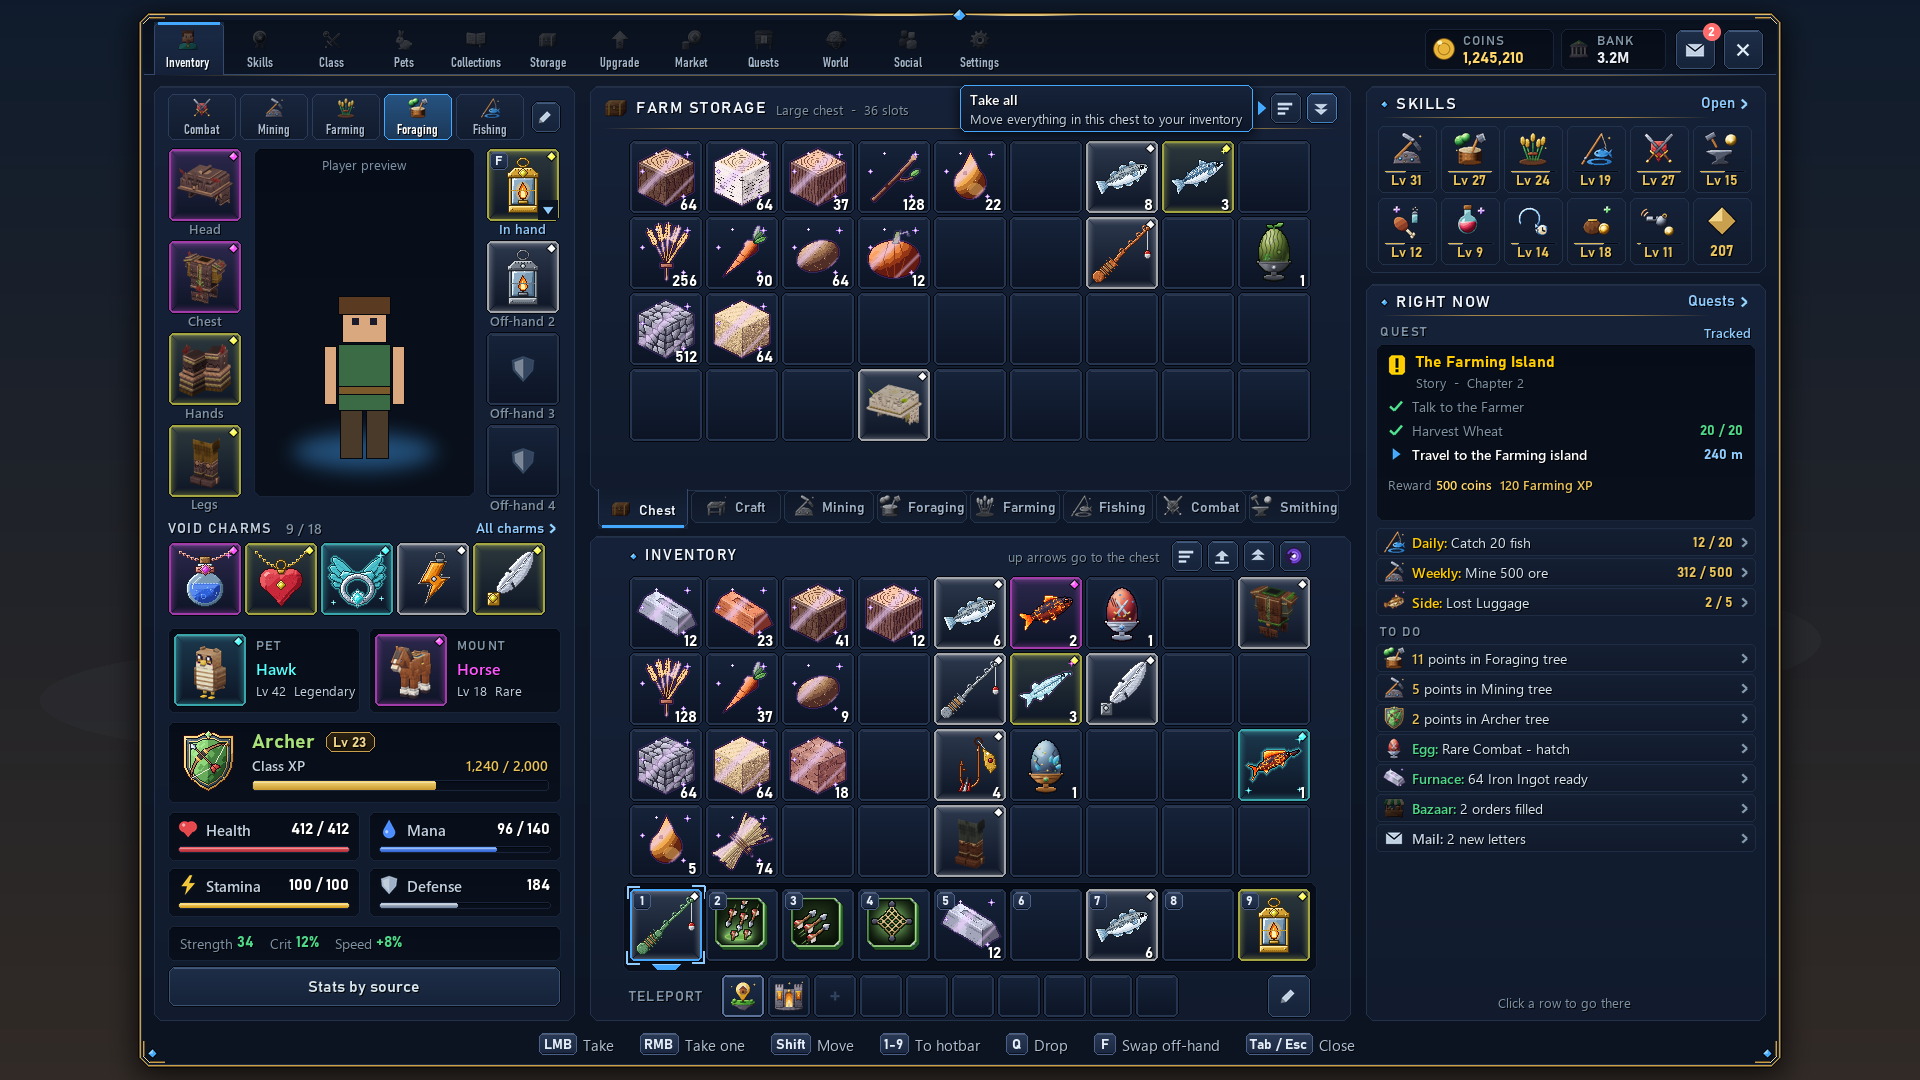 Inventory
Skills
Class
Pets
Collections
Storage
Upgrade
Market
Quests
World
Social
Settings
COINS
1,245,210
BANK
3.2M
2
Combat
Mining
Farming
Foraging
Fishing
Head
Chest
Hands
Legs
Player preview
F
In hand
Off-hand 2
Off-hand 3
Off-hand 4
VOID CHARMS 9 / 18
All charms
PET
Hawk
Lv 42 Legendary
MOUNT
Horse
Lv 18 Rare
Archer Lv 23
Class XP 1,240 / 2,000
Health 412 / 412
Mana 96 / 140
Stamina 100 / 100
Defense 184
Strength 34 Crit 12% Speed +8%
Stats by source
FARM STORAGE Large chest - 36 slots
Take all
Move everything in this chest to your inventory
64 64 37 128 22 8 3
256 90 64 12 1
512 64
Chest
Craft
Mining
Foraging
Farming
Fishing
Combat
Smithing
INVENTORY
up arrows go to the chest
12 23 41 12 6 2 1
128 37 9 3
64 64 18 4 1 1
5 74
1 2 3 4 5 6 7 8 9
12 6
TELEPORT
SKILLS
Open
Lv 31 Lv 27 Lv 24 Lv 19 Lv 27 Lv 15
Lv 12 Lv 9 Lv 14 Lv 18 Lv 11 207
RIGHT NOW
Quests
QUEST
Tracked
The Farming Island
Story - Chapter 2
Talk to the Farmer
Harvest Wheat 20 / 20
Travel to the Farming island 240 m
Reward 500 coins 120 Farming XP
Daily: Catch 20 fish 12 / 20
Weekly: Mine 500 ore 312 / 500
Side: Lost Luggage 2 / 5
TO DO
11 points in Foraging tree
5 points in Mining tree
2 points in Archer tree
Egg: Rare Combat - hatch
Furnace: 64 Iron Ingot ready
Bazaar: 2 orders filled
Mail: 2 new letters
Click a row to go there
LMB Take
RMB Take one
Shift Move
1-9 To hotbar
Q Drop
F Swap off-hand
Tab / Esc Close